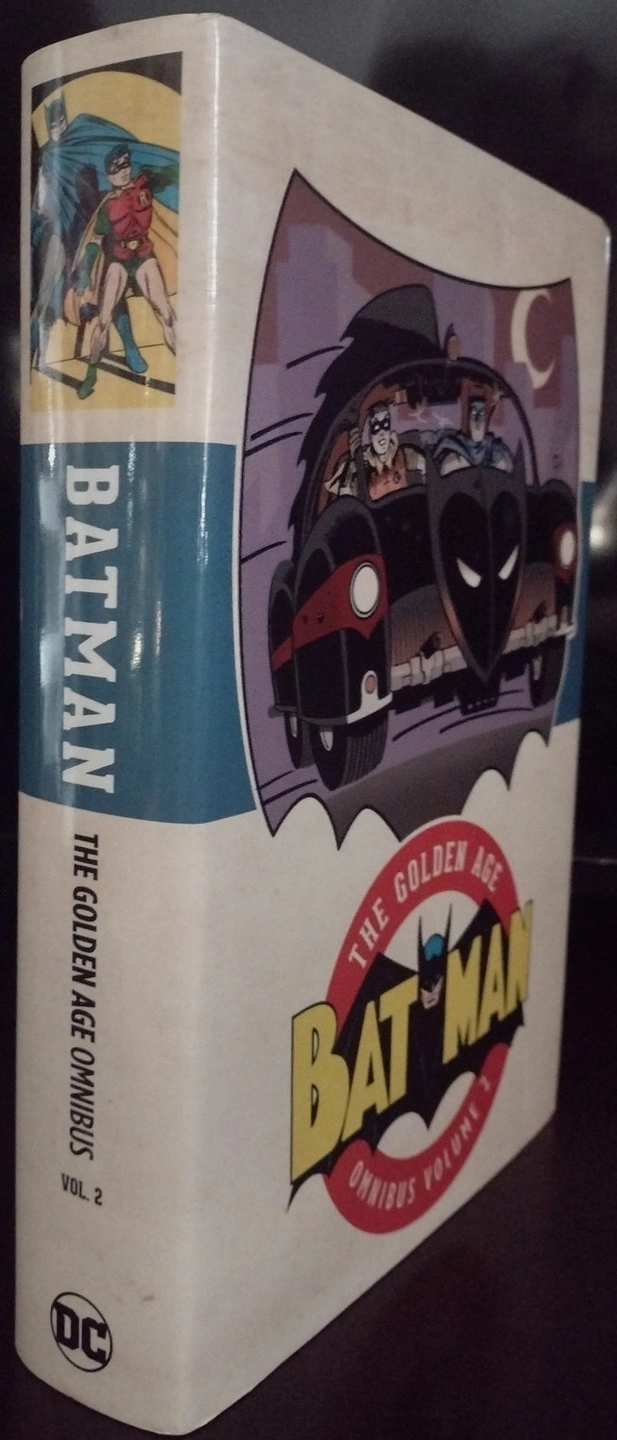 BATMAN
THE GOLDEN AGE OMNIBUS
VOL. 2
DC
THE GOLDEN AGE
BATMAN
OMNIBUS VOLUME 2